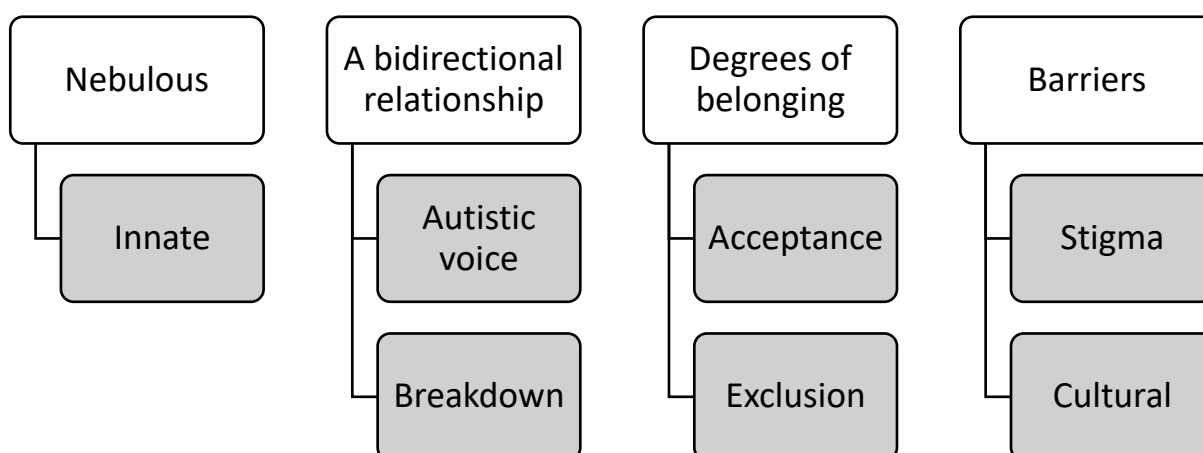 Nebulous
Innate
A bidirectional
relationship
Autistic
voice
Breakdown
Degrees of
belonging
Acceptance
Exclusion
Barriers
Stigma
Cultural